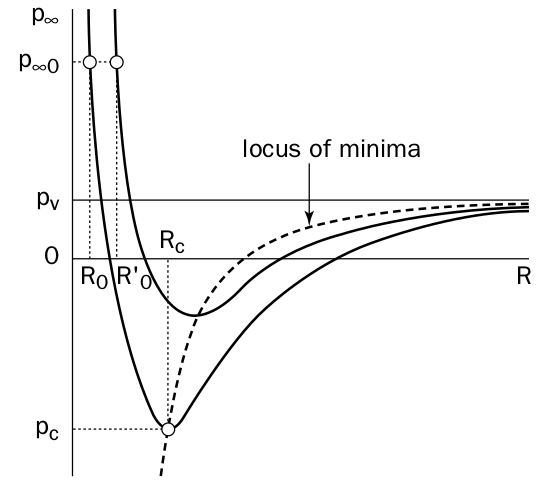 p∞
p∞0
locus of minima
pv
Rc
0
R0 R'0 R
pc